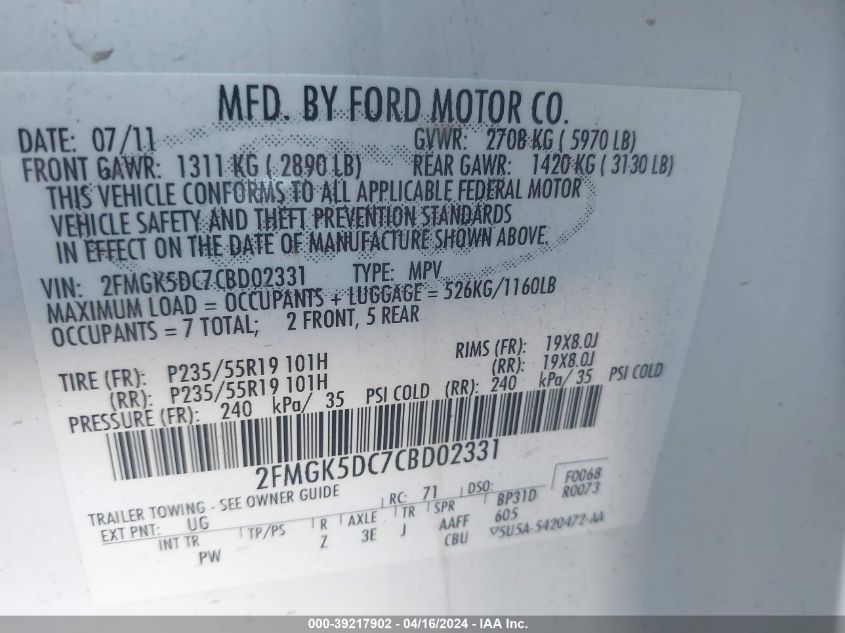 MFD. BY FORD MOTOR CO.
DATE: 07/11 GVWR: 2708 KG ( 5970 LB)
FRONT GAWR: 1311 KG ( 2890 LB) REAR GAWR: 1420 KG ( 3130 LB)
THIS VEHICLE CONFORMS TO ALL APPLICABLE FEDERAL MOTOR
VEHICLE SAFETY AND THEFT PREVENTION STANDARDS
IN EFFECT ON THE DATE OF MANUFACTURE SHOWN ABOVE.
VIN: 2FMGK5DC7CBD02331 TYPE: MPV
MAXIMUM LOAD = OCCUPANTS + LUGGAGE = 526KG/1160LB
OCCUPANTS = 7 TOTAL; 2 FRONT, 5 REAR
TIRE (FR): P235/55R19 101H RIMS (FR): 19X8.0J
(RR): P235/55R19 101H (RR): 19X8.0J
PRESSURE (FR): 240 kPa/ 35 PSI COLD (RR): 240 kPa/ 35 PSI COLD
2FMGK5DC7CBD02331
F0068
R0073
TRAILER TOWING - SEE OWNER GUIDE RC: 71 DSO:
EXT PNT: UG TP/PS R AXLE TR SPR BP31D
INT TR Z 3E J AAFF 605
PW CBU 5U5A-5420472-AA
000-39217902 - 04/16/2024 - IAA Inc.